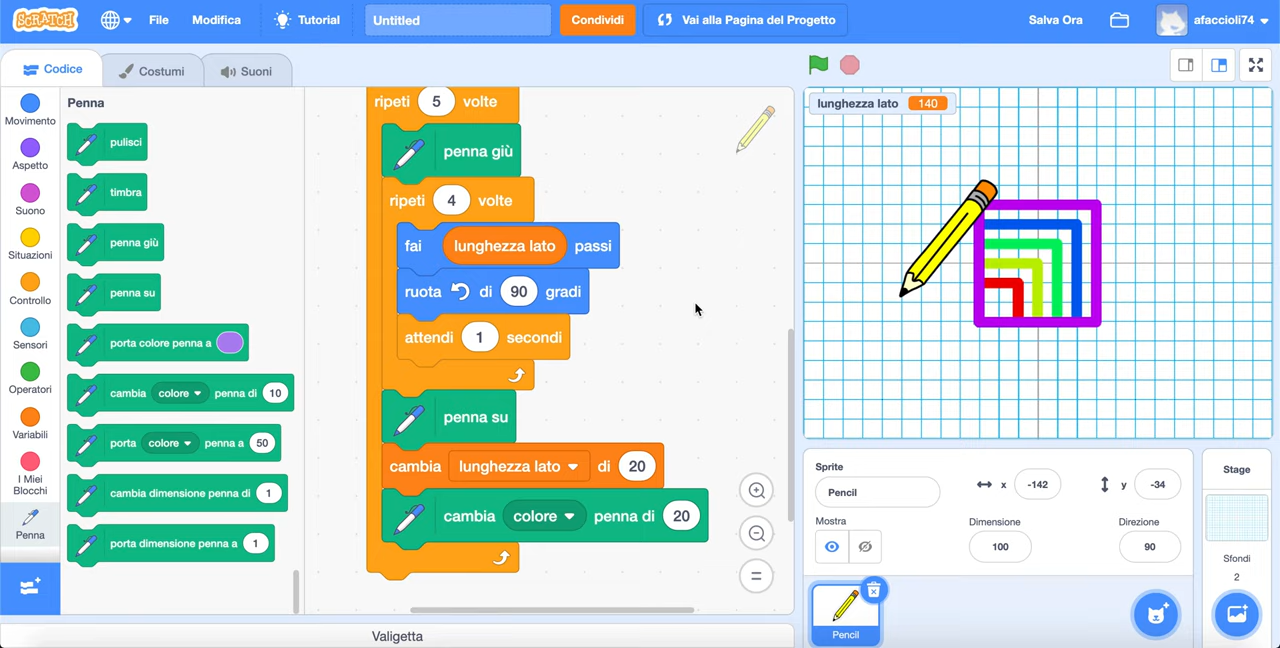 SCRATCH File Modifica Tutorial Untitled Condividi Vai alla Pagina del Progetto Salva Ora afaccioli74
Codice Costumi Suoni
Movimento
Aspetto
Suono
Situazioni
Controllo
Sensori
Operatori
Variabili
I Miei
Blocchi
Penna
Penna
pulisci
timbra
penna giù
penna su
porta colore penna a
cambia colore penna di 10
porta colore penna a 50
cambia dimensione penna di 1
porta dimensione penna a 1
ripeti 5 volte
penna giù
ripeti 4 volte
fai lunghezza lato passi
ruota di 90 gradi
attendi 1 secondi
penna su
cambia lunghezza lato di 20
cambia colore penna di 20
Valigetta
lunghezza lato 140
Sprite
Pencil
x -142
y -34
Mostra
Dimensione
100
Direzione
90
Pencil
Stage
Sfondi
2